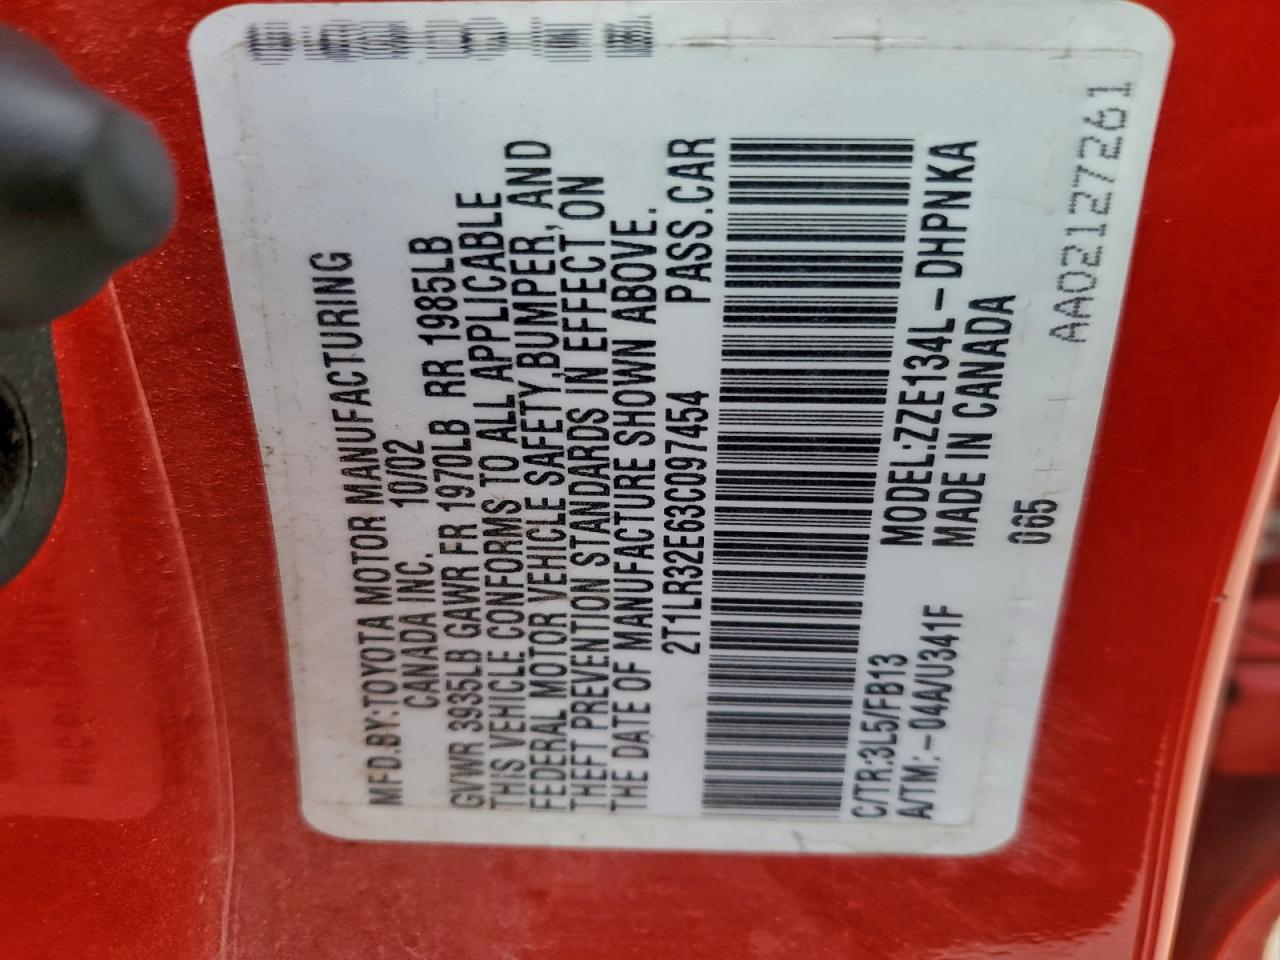 MFD.BY:TOYOTA MOTOR MANUFACTURING
CANADA INC. 10/02
GVWR 3935LB GAWR FR 1970LB RR 1985LB
THIS VEHICLE CONFORMS TO ALL APPLICABLE
FEDERAL MOTOR VEHICLE SAFETY,BUMPER, AND
THEFT PREVENTION STANDARDS IN EFFECT ON
THE DATE OF MANUFACTURE SHOWN ABOVE.
2T1LR32E63C097454 PASS.CAR
C/TR:3L5/FB13 MODEL:ZZE134L-DHPNKA
A/TM:-04A/U341F MADE IN CANADA
065
AA02127261